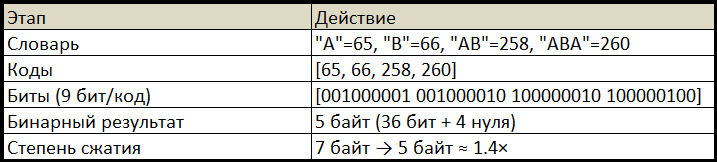 Этап Действие
Словарь "A"=65, "B"=66, "AB"=258, "ABA"=260
Коды [65, 66, 258, 260]
Биты (9 бит/код) [001000001 001000010 100000010 100000100]
Бинарный результат 5 байт (36 бит + 4 нуля)
Степень сжатия 7 байт → 5 байт ≈ 1.4×